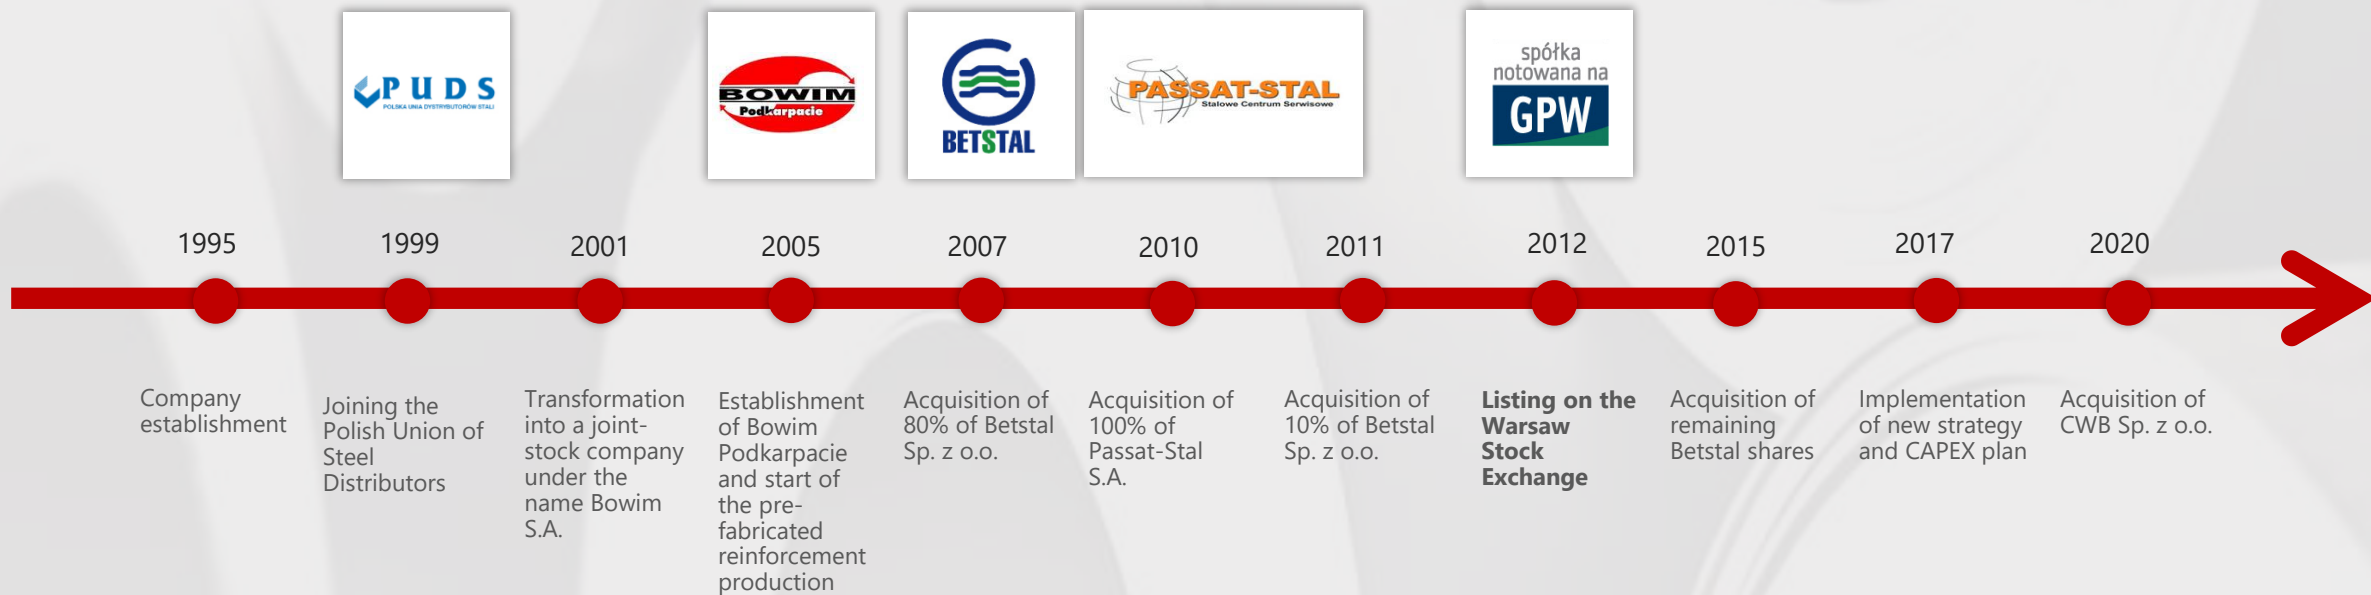 PUDS
POLSKA UNIA DYSTRYBUTORÓW STALI
BOWIM
Podkarpacie
BETSTAL
PASSAT-STAL
Stalowe Centrum Serwisowe
spółka
notowana na
GPW
1995
1999
2001
2005
2007
2010
2011
2012
2015
2017
2020
Company
establishment
Joining the
Polish Union of
Steel
Distributors
Transformation
into a joint-
stock company
under the
name Bowim
S.A.
Establishment
of Bowim
Podkarpacie
and start of
the pre-
fabricated
reinforcement
production
Acquisition of
80% of Betstal
Sp. z o.o.
Acquisition of
100% of
Passat-Stal
S.A.
Acquisition of
10% of Betstal
Sp. z o.o.
Listing on the
Warsaw
Stock
Exchange
Acquisition of
remaining
Betstal shares
Implementation
of new strategy
and CAPEX plan
Acquisition of
CWB Sp. z o.o.